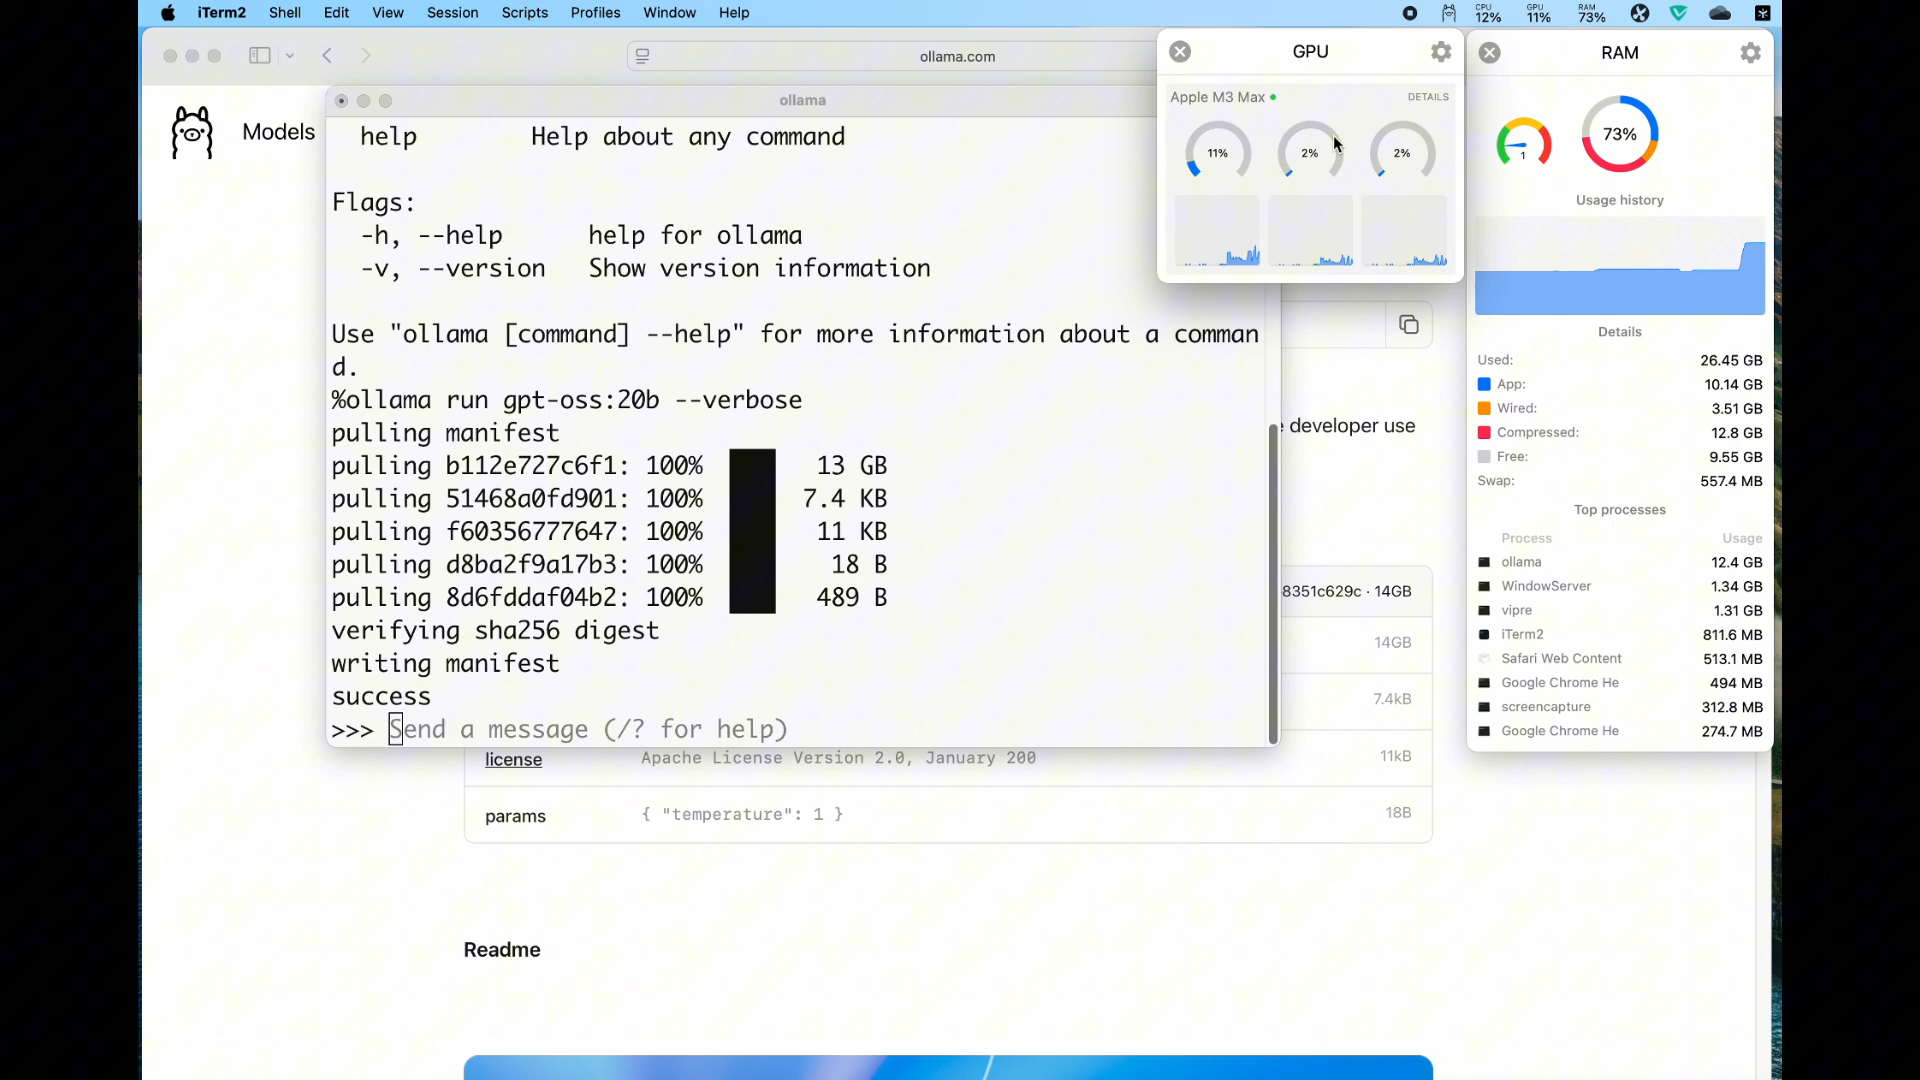 iTerm2 Shell Edit View Session Scripts Profiles Window Help
CPU 12% GPU 11% RAM 73%
ollama.com
Models
ollama
help Help about any command
Flags:
-h, --help help for ollama
-v, --version Show version information
Use "ollama [command] --help" for more information about a comman
d.
%ollama run gpt-oss:20b --verbose
pulling manifest
pulling b112e727c6f1: 100% 13 GB
pulling 51468a0fd901: 100% 7.4 KB
pulling f60356777647: 100% 11 KB
pulling d8ba2f9a17b3: 100% 18 B
pulling 8d6fddaf04b2: 100% 489 B
verifying sha256 digest
writing manifest
success
>>> Send a message (/? for help)
GPU
Apple M3 Max DETAILS
11% 2% 2%
RAM
1 73%
Usage history
Details
Used: 26.45 GB
App: 10.14 GB
Wired: 3.51 GB
Compressed: 12.8 GB
Free: 9.55 GB
Swap: 557.4 MB
Top processes
Process Usage
ollama 12.4 GB
WindowServer 1.34 GB
vipre 1.31 GB
iTerm2 811.6 MB
Safari Web Content 513.1 MB
Google Chrome He 494 MB
screencapture 312.8 MB
Google Chrome He 274.7 MB
developer use
8351c629c · 14GB
14GB
7.4kB
license Apache License Version 2.0, January 200 11kB
params { "temperature": 1 } 18B
Readme